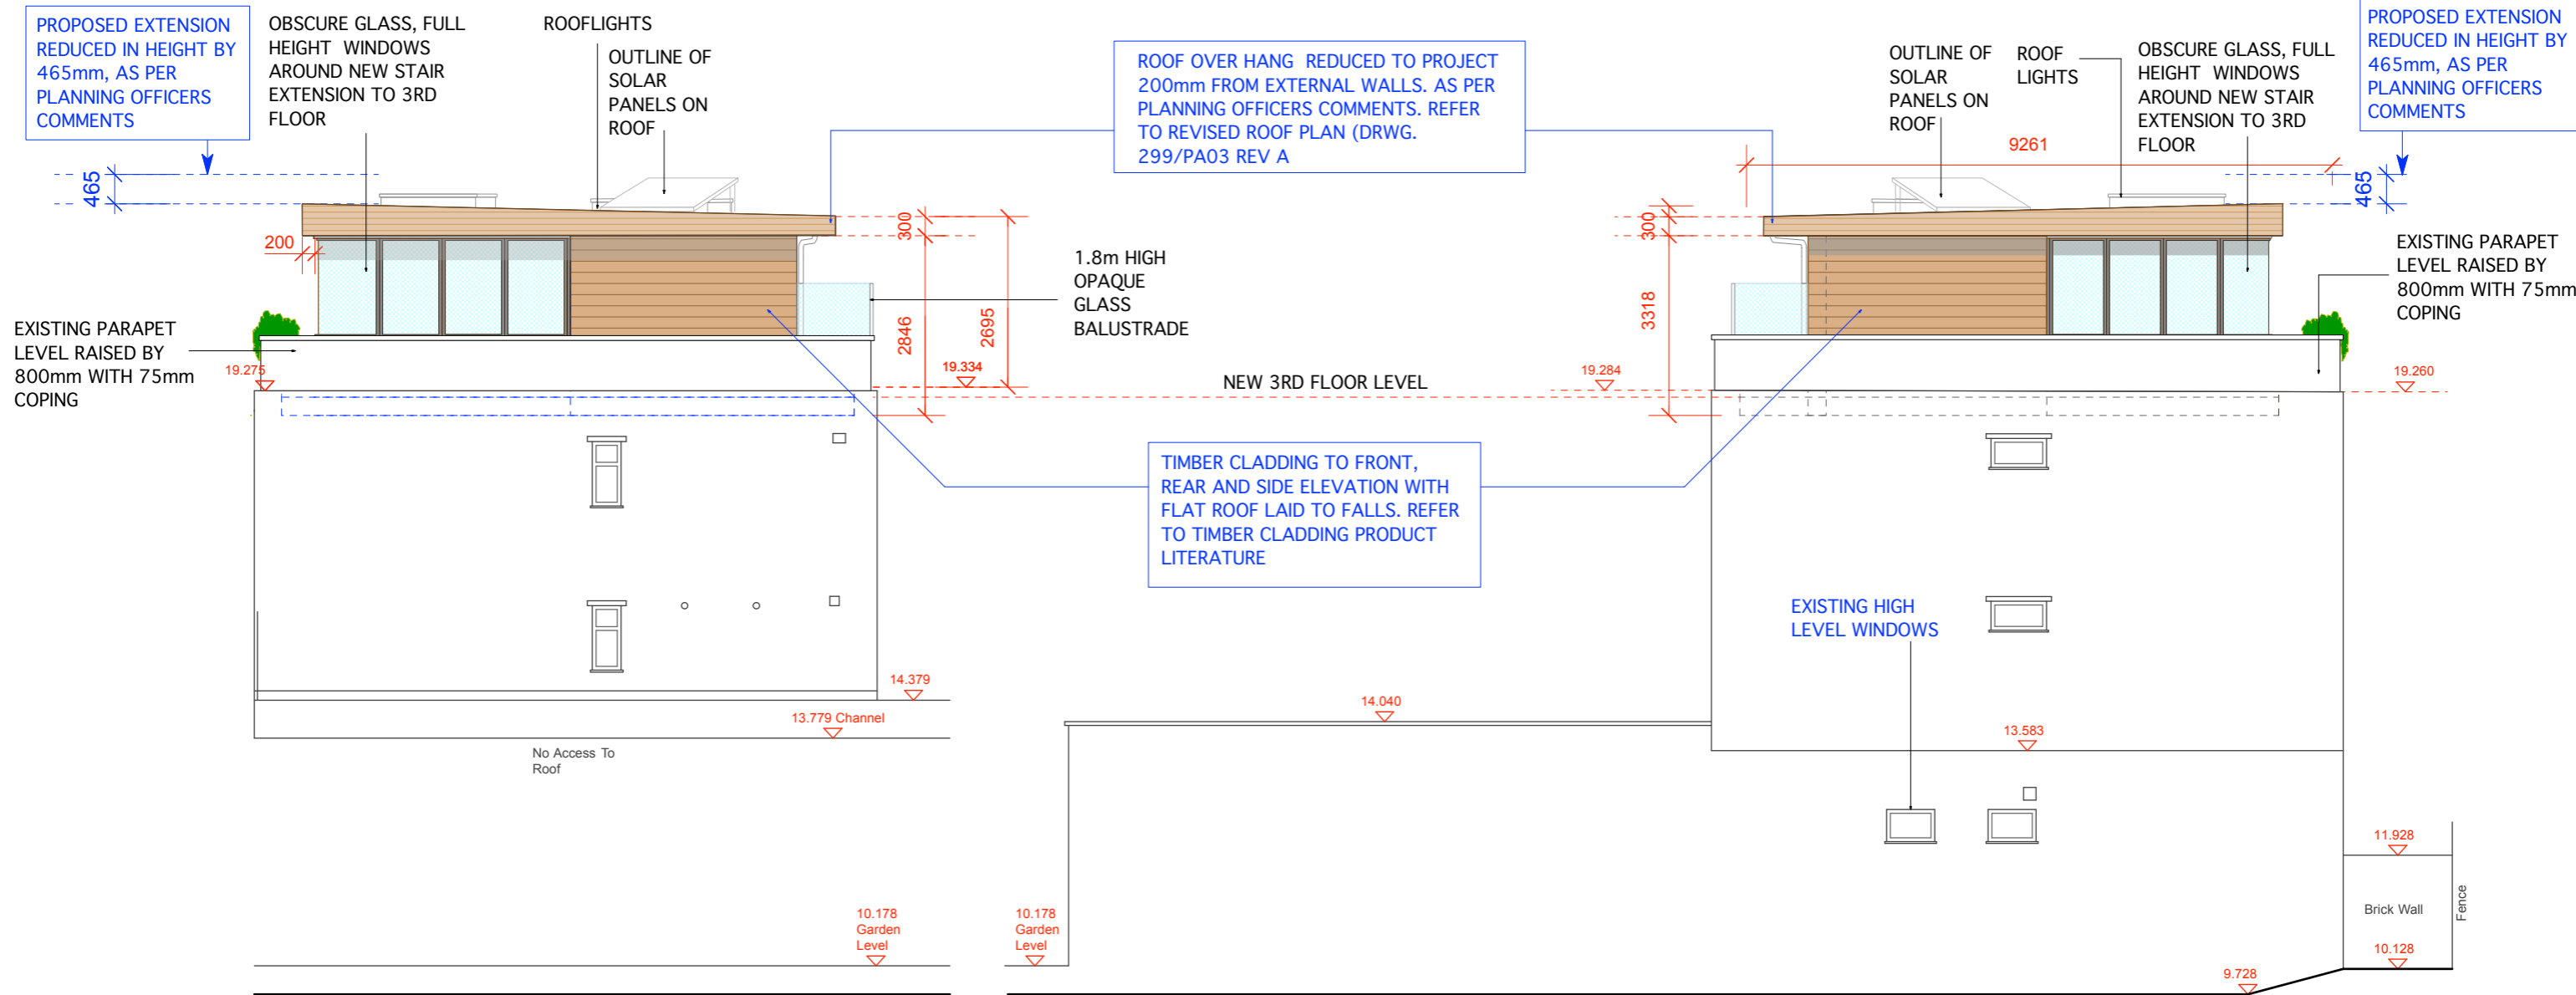 PROPOSED EXTENSION
REDUCED IN HEIGHT BY
465mm, AS PER
PLANNING OFFICERS
COMMENTS
OBSCURE GLASS, FULL
HEIGHT WINDOWS
AROUND NEW STAIR
EXTENSION TO 3RD
FLOOR
ROOFLIGHTS
OUTLINE OF
SOLAR
PANELS ON
ROOF
ROOF OVER HANG REDUCED TO PROJECT
200mm FROM EXTERNAL WALLS. AS PER
PLANNING OFFICERS COMMENTS. REFER
TO REVISED ROOF PLAN (DRWG.
299/PA03 REV A
OUTLINE OF
SOLAR
PANELS ON
ROOF
ROOF
LIGHTS
OBSCURE GLASS, FULL
HEIGHT WINDOWS
AROUND NEW STAIR
EXTENSION TO 3RD
FLOOR
PROPOSED EXTENSION
REDUCED IN HEIGHT BY
465mm, AS PER
PLANNING OFFICERS
COMMENTS
9261
465
465
200
300
300
2846
2695
3318
1.8m HIGH
OPAQUE
GLASS
BALUSTRADE
EXISTING PARAPET
LEVEL RAISED BY
800mm WITH 75mm
COPING
EXISTING PARAPET
LEVEL RAISED BY
800mm WITH 75mm
COPING
19.275
19.334
NEW 3RD FLOOR LEVEL
19.284
19.260
TIMBER CLADDING TO FRONT,
REAR AND SIDE ELEVATION WITH
FLAT ROOF LAID TO FALLS. REFER
TO TIMBER CLADDING PRODUCT
LITERATURE
EXISTING HIGH
LEVEL WINDOWS
14.379
13.779 Channel
No Access To
Roof
14.040
13.583
11.928
Brick Wall
Fence
10.178
Garden
Level
10.178
Garden
Level
10.128
9.728